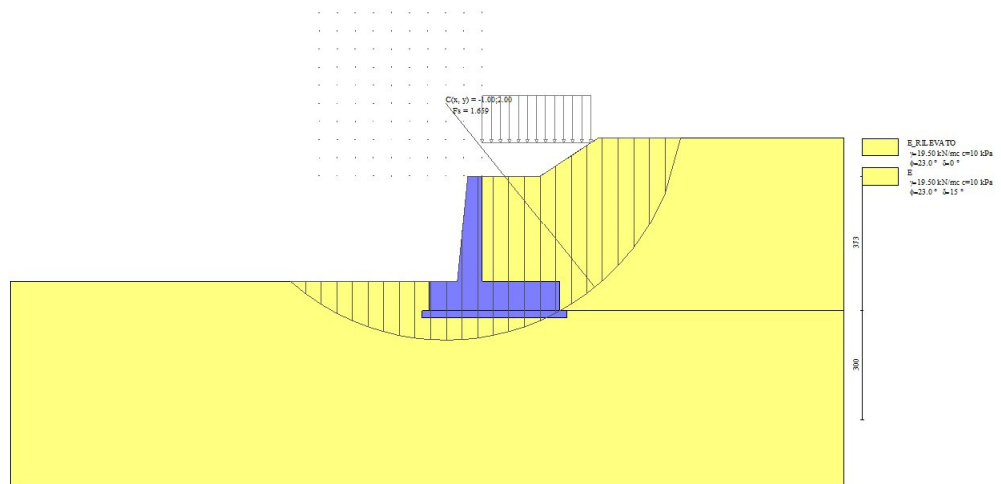 C(x, y) = -1.00;2.00
Fs = 1.659
E_RILEVATO
γ=19.50 kN/mc c=10 kPa
ϕ=23.0 ° δ=0 °
E
γ=19.50 kN/mc c=10 kPa
ϕ=23.0 ° δ=15 °
373
300